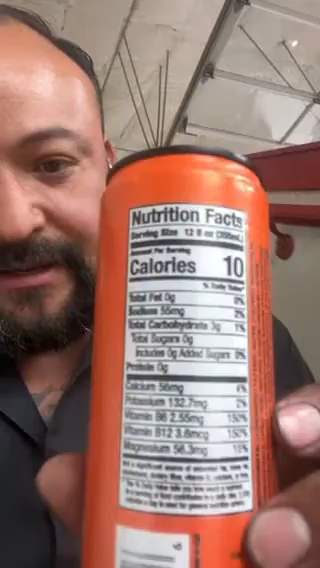 Nutrition Facts
Serving Size 12 fl oz (355mL)
Amount Per Serving
Calories 10
% Daily Value*
Total Fat 0g 0%
Sodium 55mg 2%
Total Carbohydrate 3g 1%
Total Sugars 0g
Includes 0g Added Sugars 0%
Protein 0g
Calcium 56mg 4%
Potassium 132.7mg 2%
Vitamin B6 2.55mg 150%
Vitamin B12 3.6mcg 150%
Magnesium 56.3mg 15%